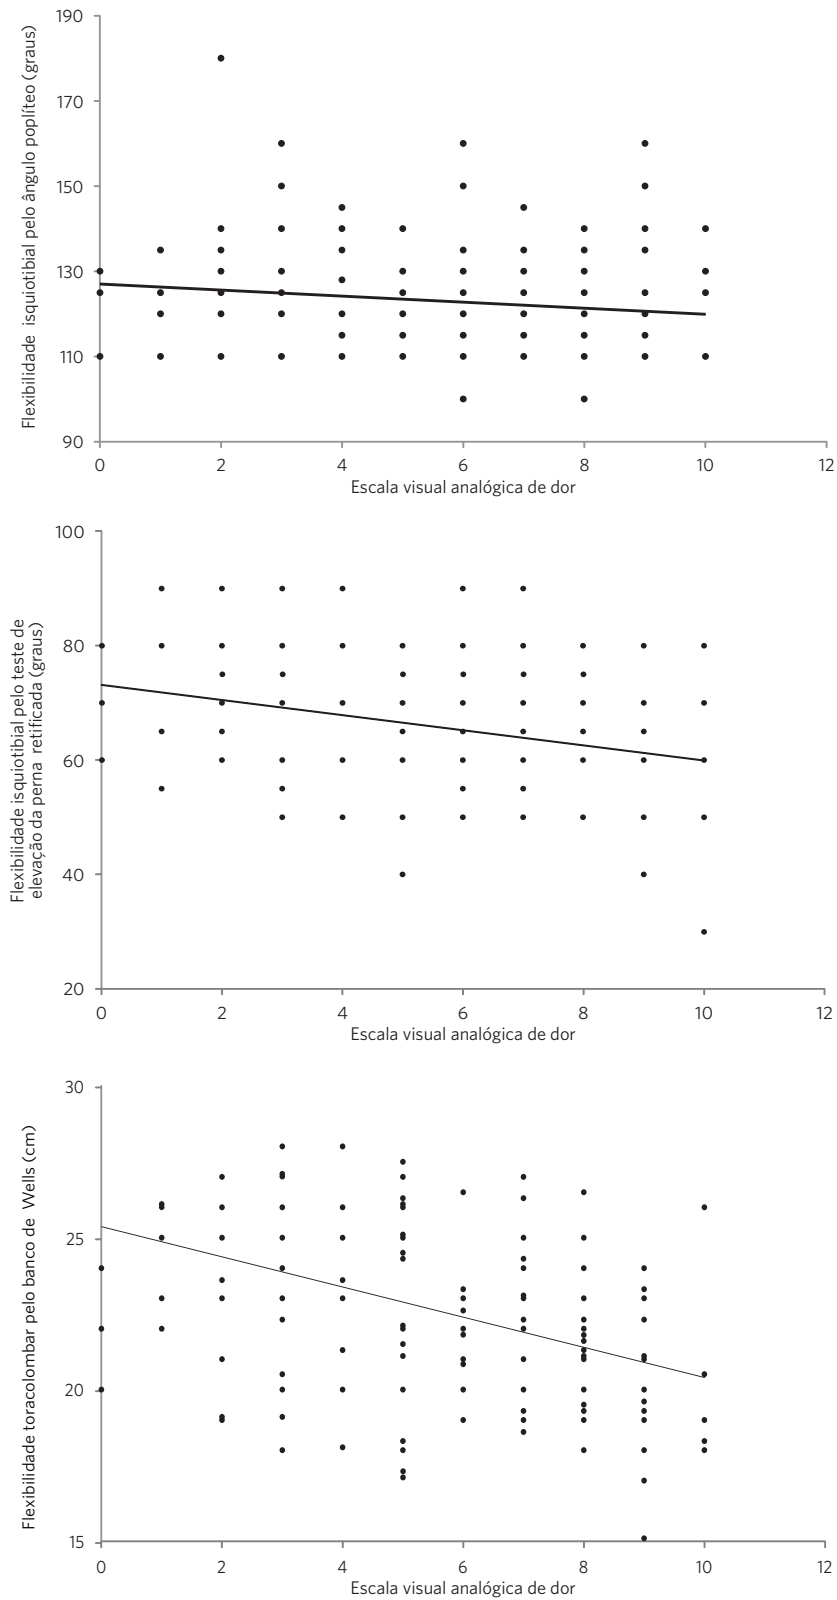 190
170
150
130
110
90
0 2 4 6 8 10 12
Flexibilidade isquiotibial pelo ângulo poplíteo (graus)
Escala visual analógica de dor
100
80
60
40
20
0 2 4 6 8 10 12
Flexibilidade isquiotibial pelo teste de
elevação da perna retificada (graus)
Escala visual analógica de dor
30
25
20
15
0 2 4 6 8 10 12
Flexibilidade toracolombar pelo banco de Wells (cm)
Escala visual analógica de dor